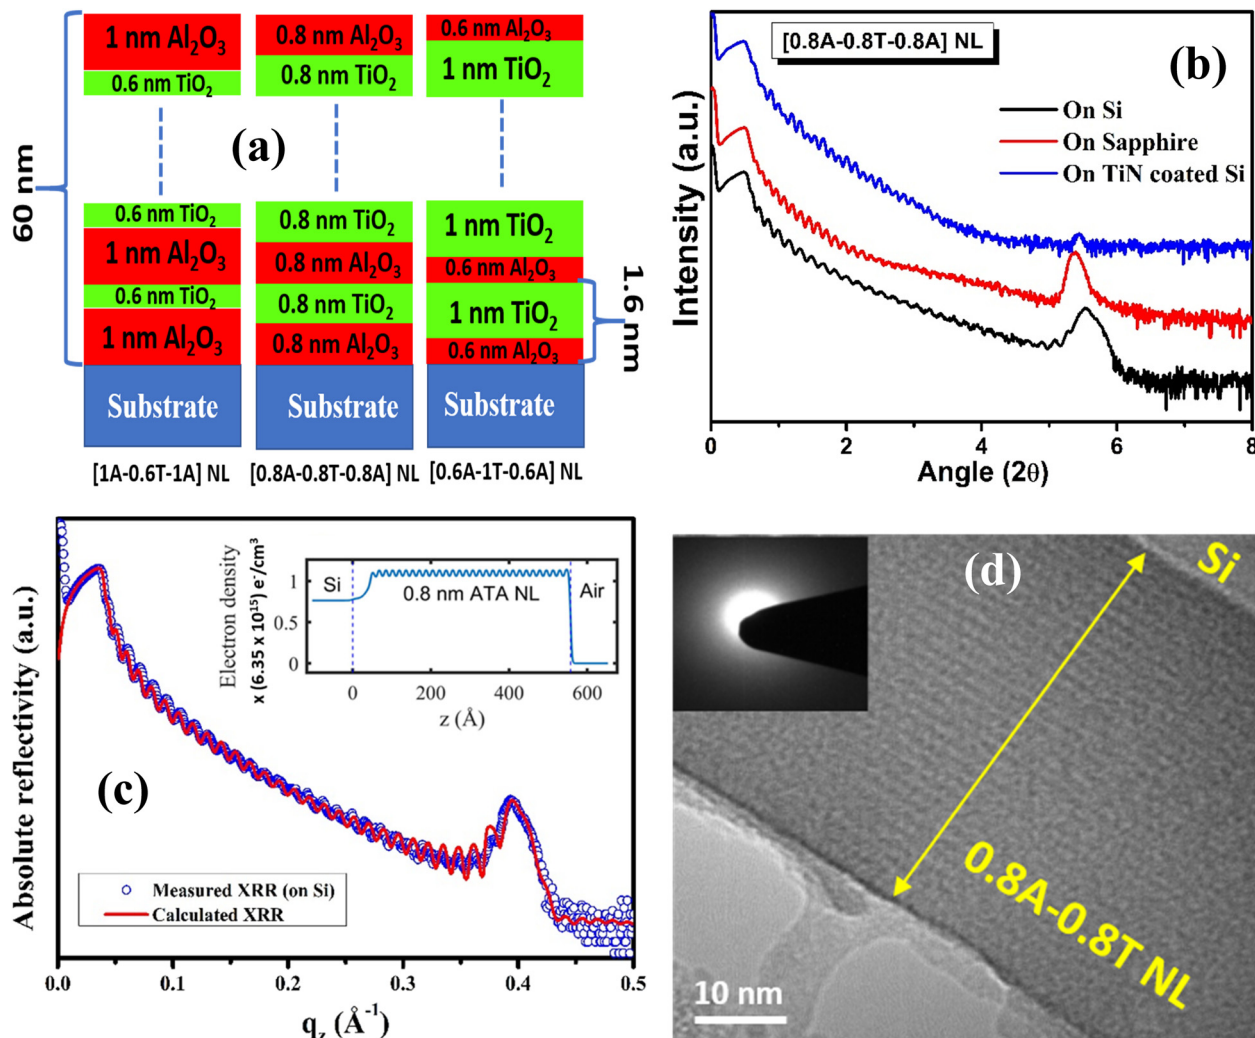 (a)
60 nm
1 nm Al₂O₃
0.6 nm TiO₂
0.6 nm TiO₂
1 nm Al₂O₃
0.6 nm TiO₂
1 nm Al₂O₃
Substrate
[1A-0.6T-1A] NL
0.8 nm Al₂O₃
0.8 nm TiO₂
0.8 nm TiO₂
0.8 nm Al₂O₃
0.8 nm TiO₂
0.8 nm Al₂O₃
Substrate
[0.8A-0.8T-0.8A] NL
0.6 nm Al₂O₃
1 nm TiO₂
1 nm TiO₂
0.6 nm Al₂O₃
1 nm TiO₂
0.6 nm Al₂O₃
Substrate
[0.6A-1T-0.6A] NL
1.6 nm
(b)
[0.8A-0.8T-0.8A] NL
On Si
On Sapphire
On TiN coated Si
Intensity (a.u.)
0 2 4 6 8
Angle (2θ)
(c)
Absolute reflectivity (a.u.)
Electron density
x (6.35 x 10¹⁵) e⁻/cm³
1
0.5
0
Si
0.8 nm ATA NL
Air
0 200 400 600
z (Å)
Measured XRR (on Si)
Calculated XRR
0.0 0.1 0.2 0.3 0.4 0.5
q_z (Å⁻¹)
(d)
Si
0.8A-0.8T NL
10 nm